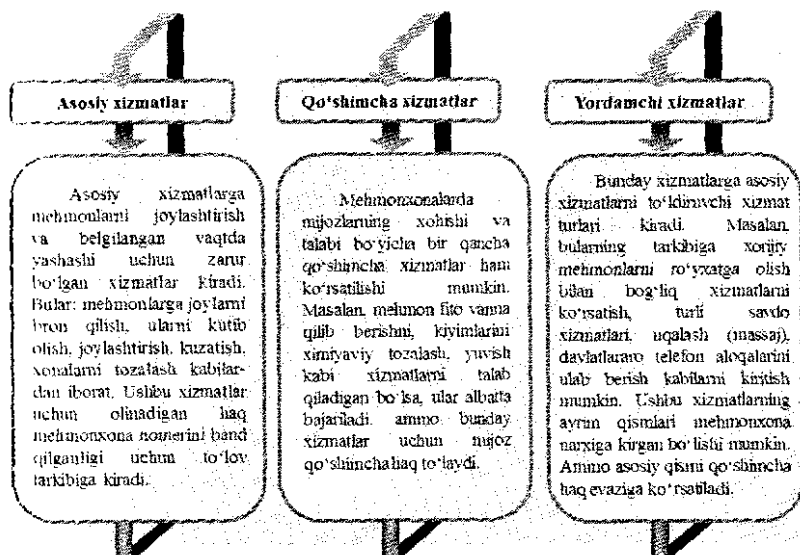 Asosiy xizmatlar
Qo‘shimcha xizmatlar
Yordamchi xizmatlar
Asosiy xizmatlarga
mehmonlarni joylashtirish
va belgilangan vaqtda
yashashi uchun zarur
bo‘lgan xizmatlar kiradi.
Bular: mehmonlarga joylarni
bron qilish, ularni kutib
olish, joylashtirish, kuzatish,
xonalarni tozalash kabilar-
dan iborat. Ushbu xizmatlar
uchun olinadigan haq
mehmonxona nomerini band
qilganligi uchun to‘lov
tarkibiga kiradi.
Mehmonxonalarda
mijozlarning xohishi va
talabi bo‘yicha bir qancha
qo‘shimcha xizmatlar ham
ko‘rsatilishi mumkin.
Masalan, mehmon fito vanna
qilib berishni, kiyimlarini
ximiyaviy tozalash, yuvish
kabi xizmatlarni talab
qiladigan bo‘lsa, ular albatta
bajariladi, ammo bunday
xizmatlar uchun mijoz
qo‘shimcha haq to‘laydi.
Bunday xizmatlarga asosiy
xizmatlarni to‘ldiruvchi xizmat
turlari kiradi. Masalan,
bularning tarkibiga xorijiy
mehmonlarni ro‘yxatga olish
bilan bog‘liq xizmatlarni
ko‘rsatish, turli savdo
xizmatlari, uqalash (massaj),
davlatlararo telefon aloqalarini
ulab berish kabilarni kiritish
mumkin. Ushbu xizmatlarning
ayrim qismlari mehmonxona
narxiga kirgan bo‘lishi mumkin.
Ammo asosiy qismi qo‘shimcha
haq evaziga ko‘rsatiladi.